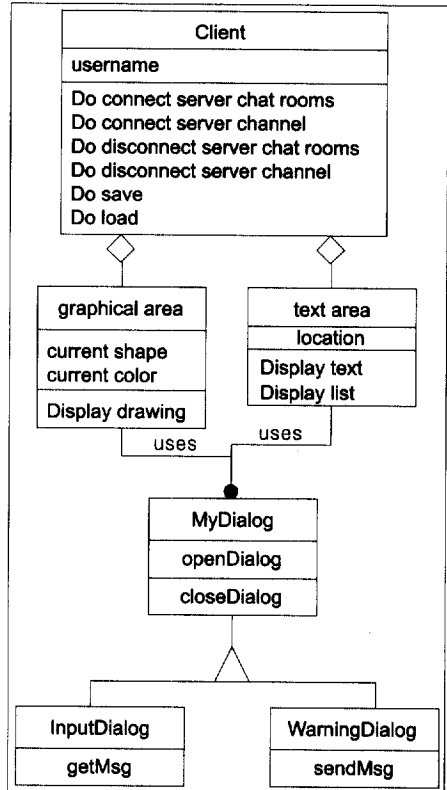 Client
username
Do connect server chat rooms
Do connect server channel
Do disconnect server chat rooms
Do disconnect server channel
Do save
Do load
graphical area
current shape
current color
Display drawing
text area
location
Display text
Display list
uses
uses
MyDialog
openDialog
closeDialog
InputDialog
getMsg
WarningDialog
sendMsg